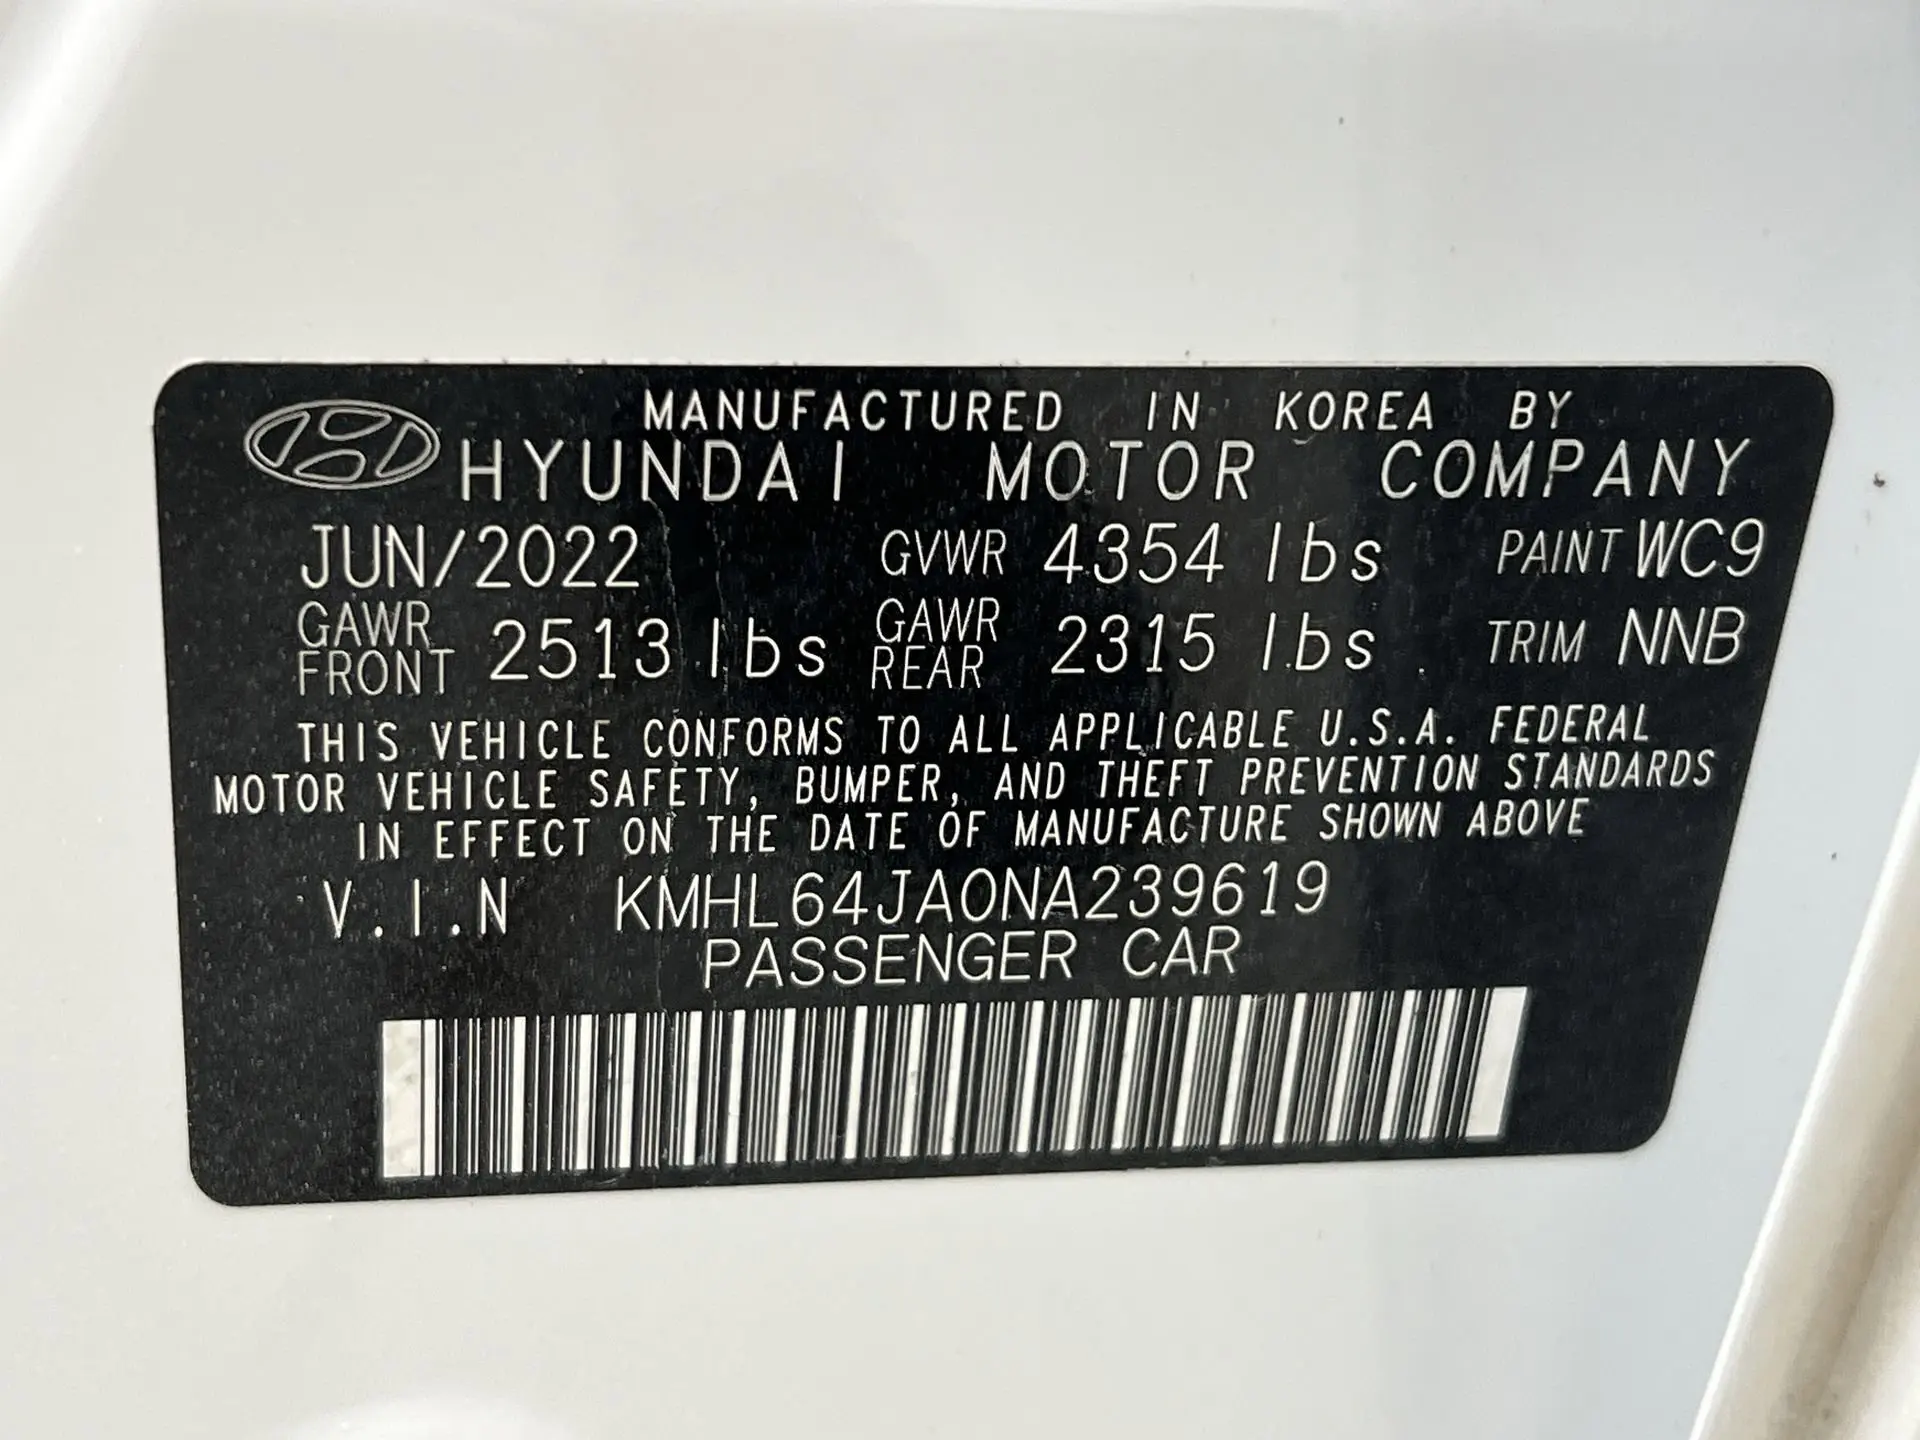 MANUFACTURED IN KOREA BY
HYUNDAI MOTOR COMPANY
JUN/2022 GVWR 4354 lbs PAINT WC9
GAWR FRONT 2513 lbs GAWR REAR 2315 lbs TRIM NNB
THIS VEHICLE CONFORMS TO ALL APPLICABLE U.S.A. FEDERAL
MOTOR VEHICLE SAFETY, BUMPER, AND THEFT PREVENTION STANDARDS
IN EFFECT ON THE DATE OF MANUFACTURE SHOWN ABOVE
V.I.N KMHL64JA0NA239619
PASSENGER CAR